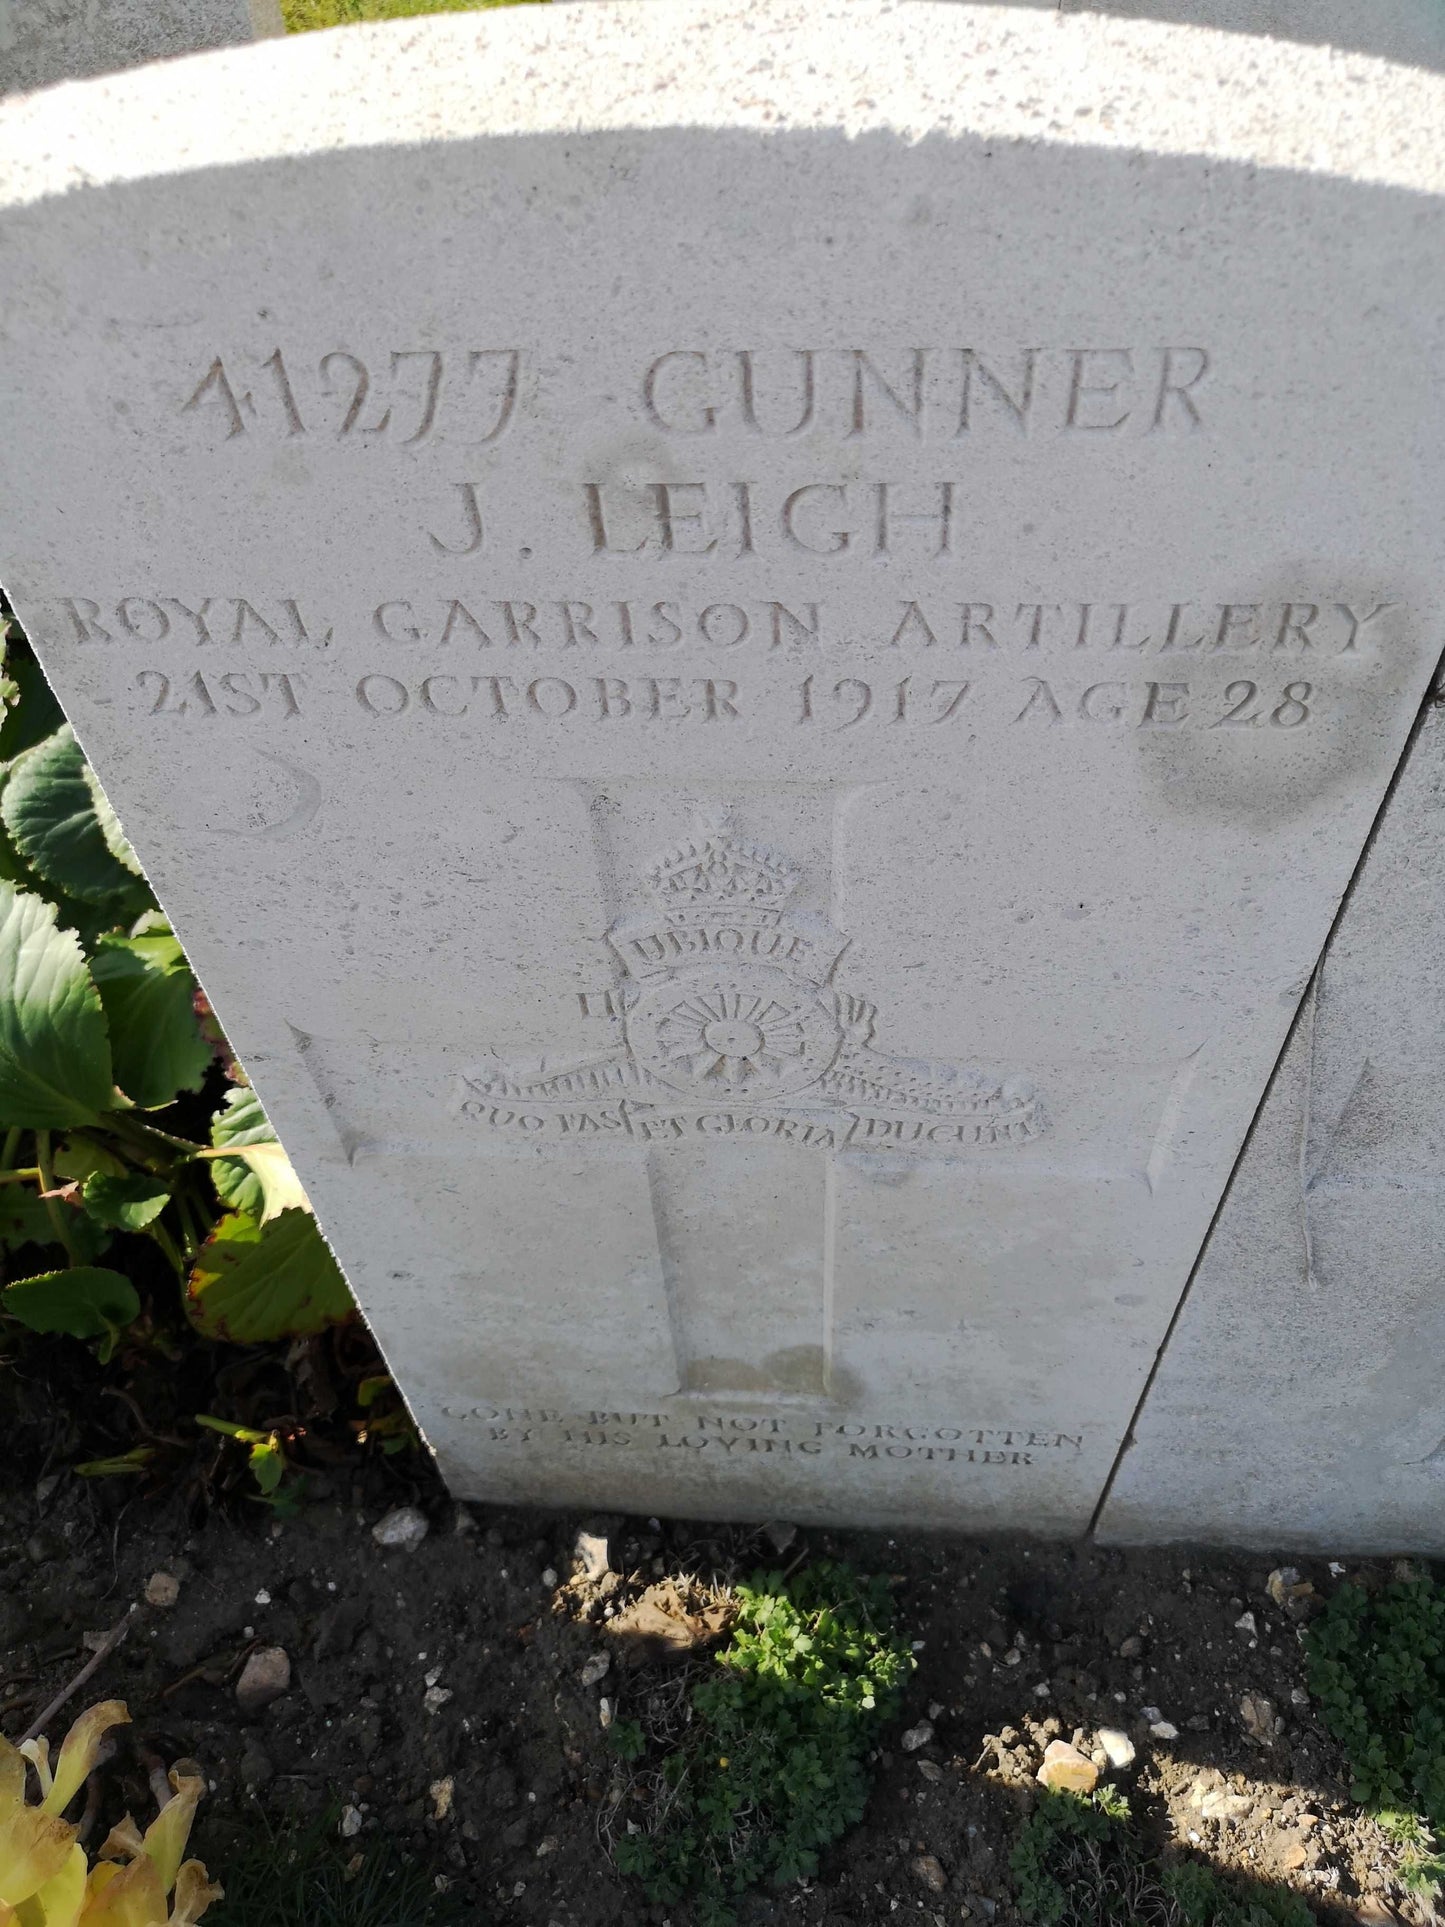 41277 GUNNER
J. LEIGH
ROYAL GARRISON ARTILLERY
21ST OCTOBER 1917 AGE 28
UBIQUE
QUO FAS ET GLORIA DUCUNT
GONE BUT NOT FORGOTTEN
BY HIS LOVING MOTHER